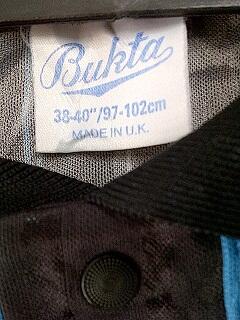 Bukta
38-40"/97-102cm
MADE IN U.K.